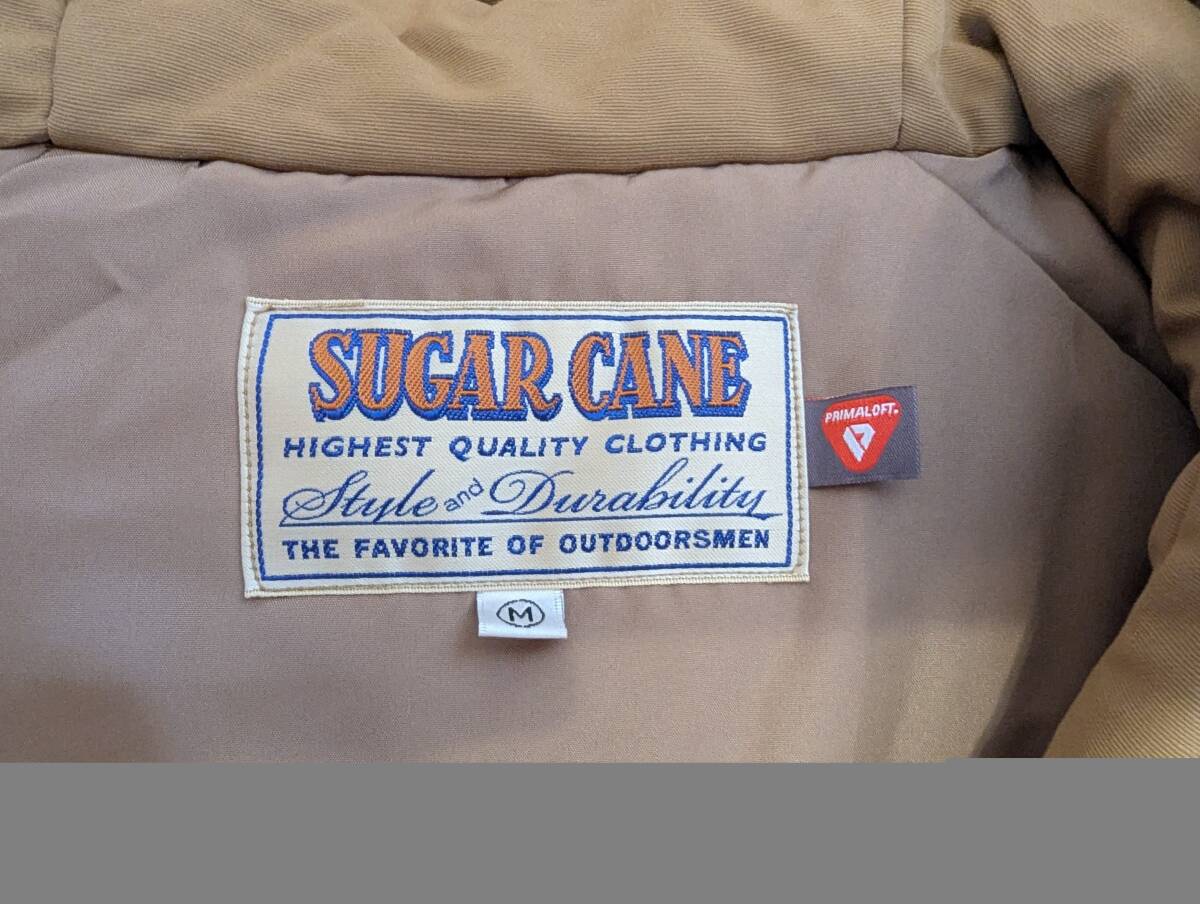 SUGAR CANE
HIGHEST QUALITY CLOTHING
Style and Durability
THE FAVORITE OF OUTDOORSMEN
PRIMALOFT®
M